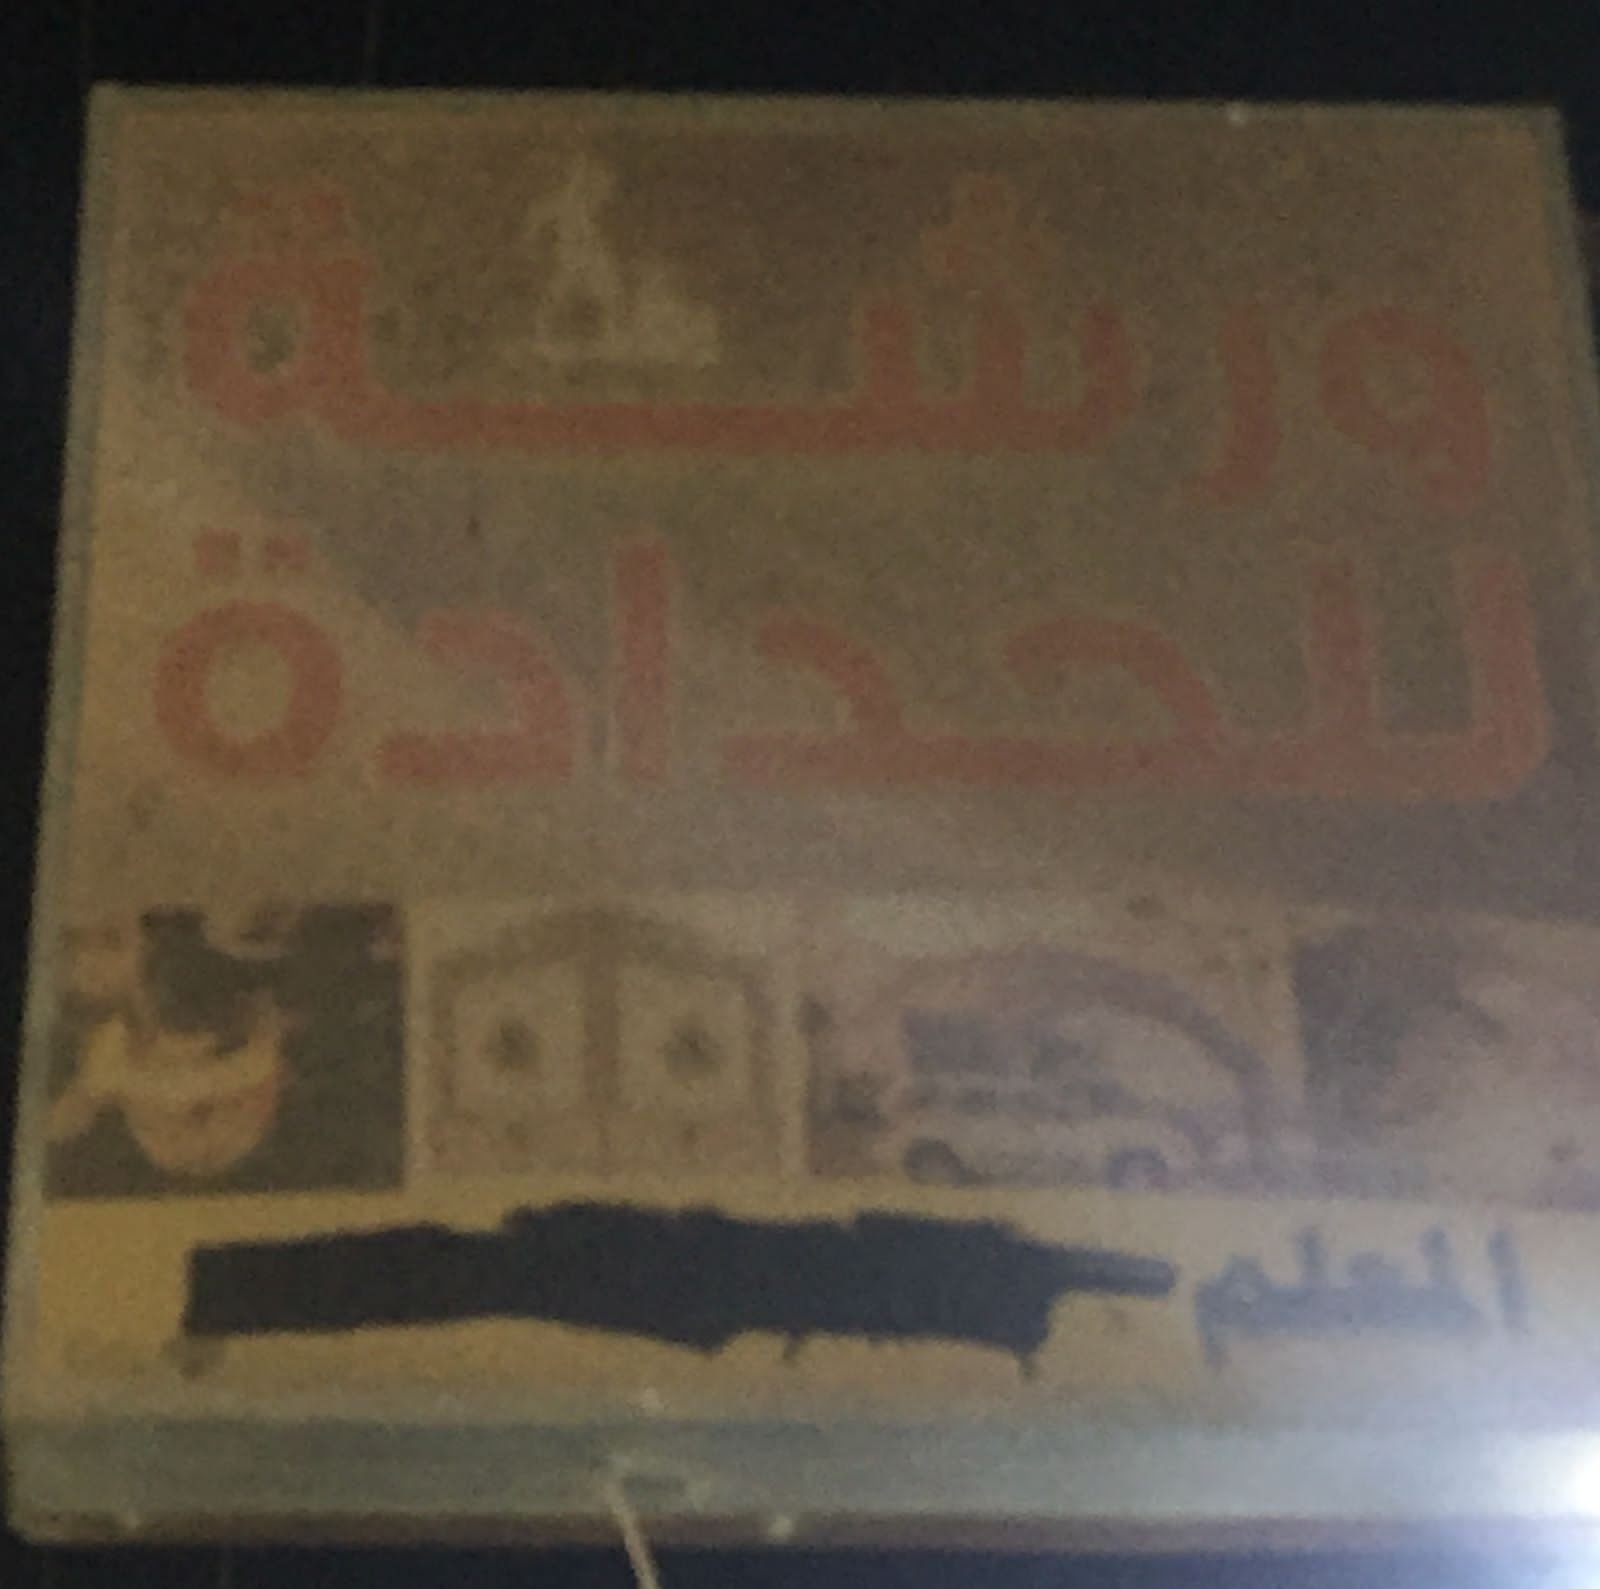 ورشة
للحدادة
المعلم